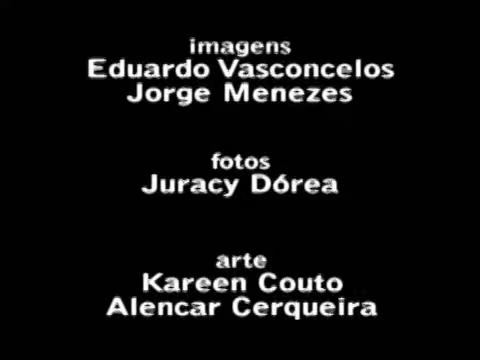 imagens
Eduardo Vasconcelos
Jorge Menezes
fotos
Juracy Dórea
arte
Kareen Couto
Alencar Cerqueira